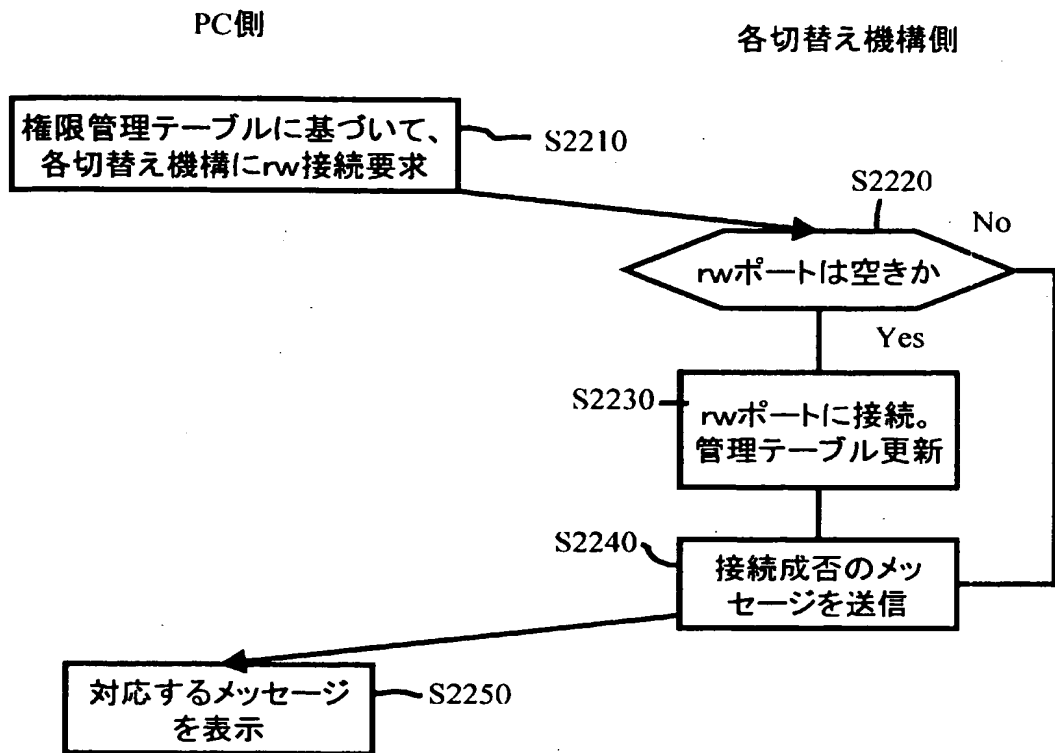 PC側
各切替え機構側
権限管理テーブルに基づいて、
各切替え機構にrw接続要求
S2210
S2220
No
rwポートは空きか
Yes
S2230
rwポートに接続。
管理テーブル更新
S2240
接続成否のメッ
セージを送信
対応するメッセージ
を表示
S2250